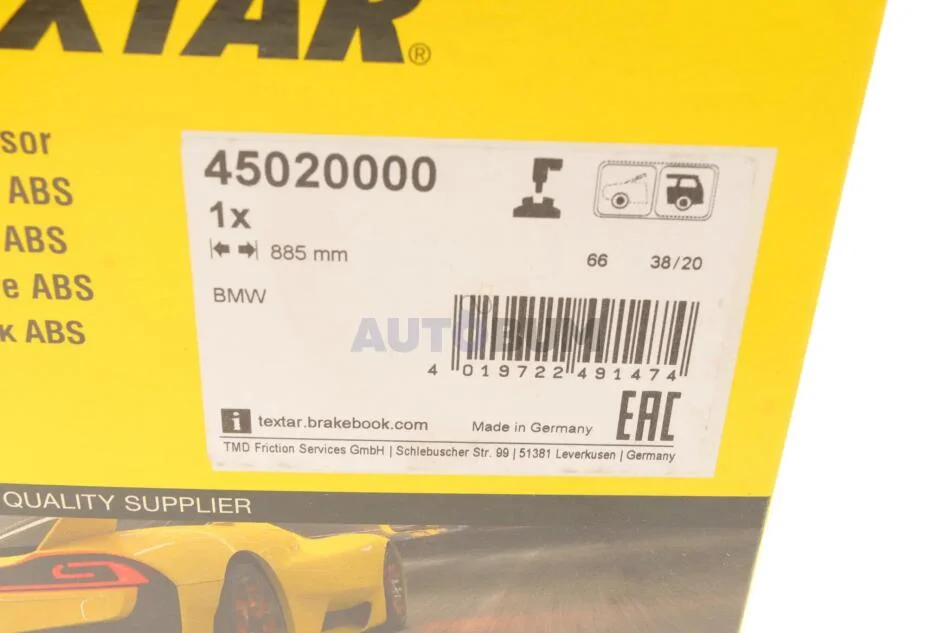 XTAR®
sor
ABS
ABS
e ABS
к ABS
45020000
1x
885 mm
66 38/20
BMW
AUTOBUM
4 019722 491474
textar.brakebook.com
Made in Germany
EAC
TMD Friction Services GmbH | Schlebuscher Str. 99 | 51381 Leverkusen | Germany
QUALITY SUPPLIER